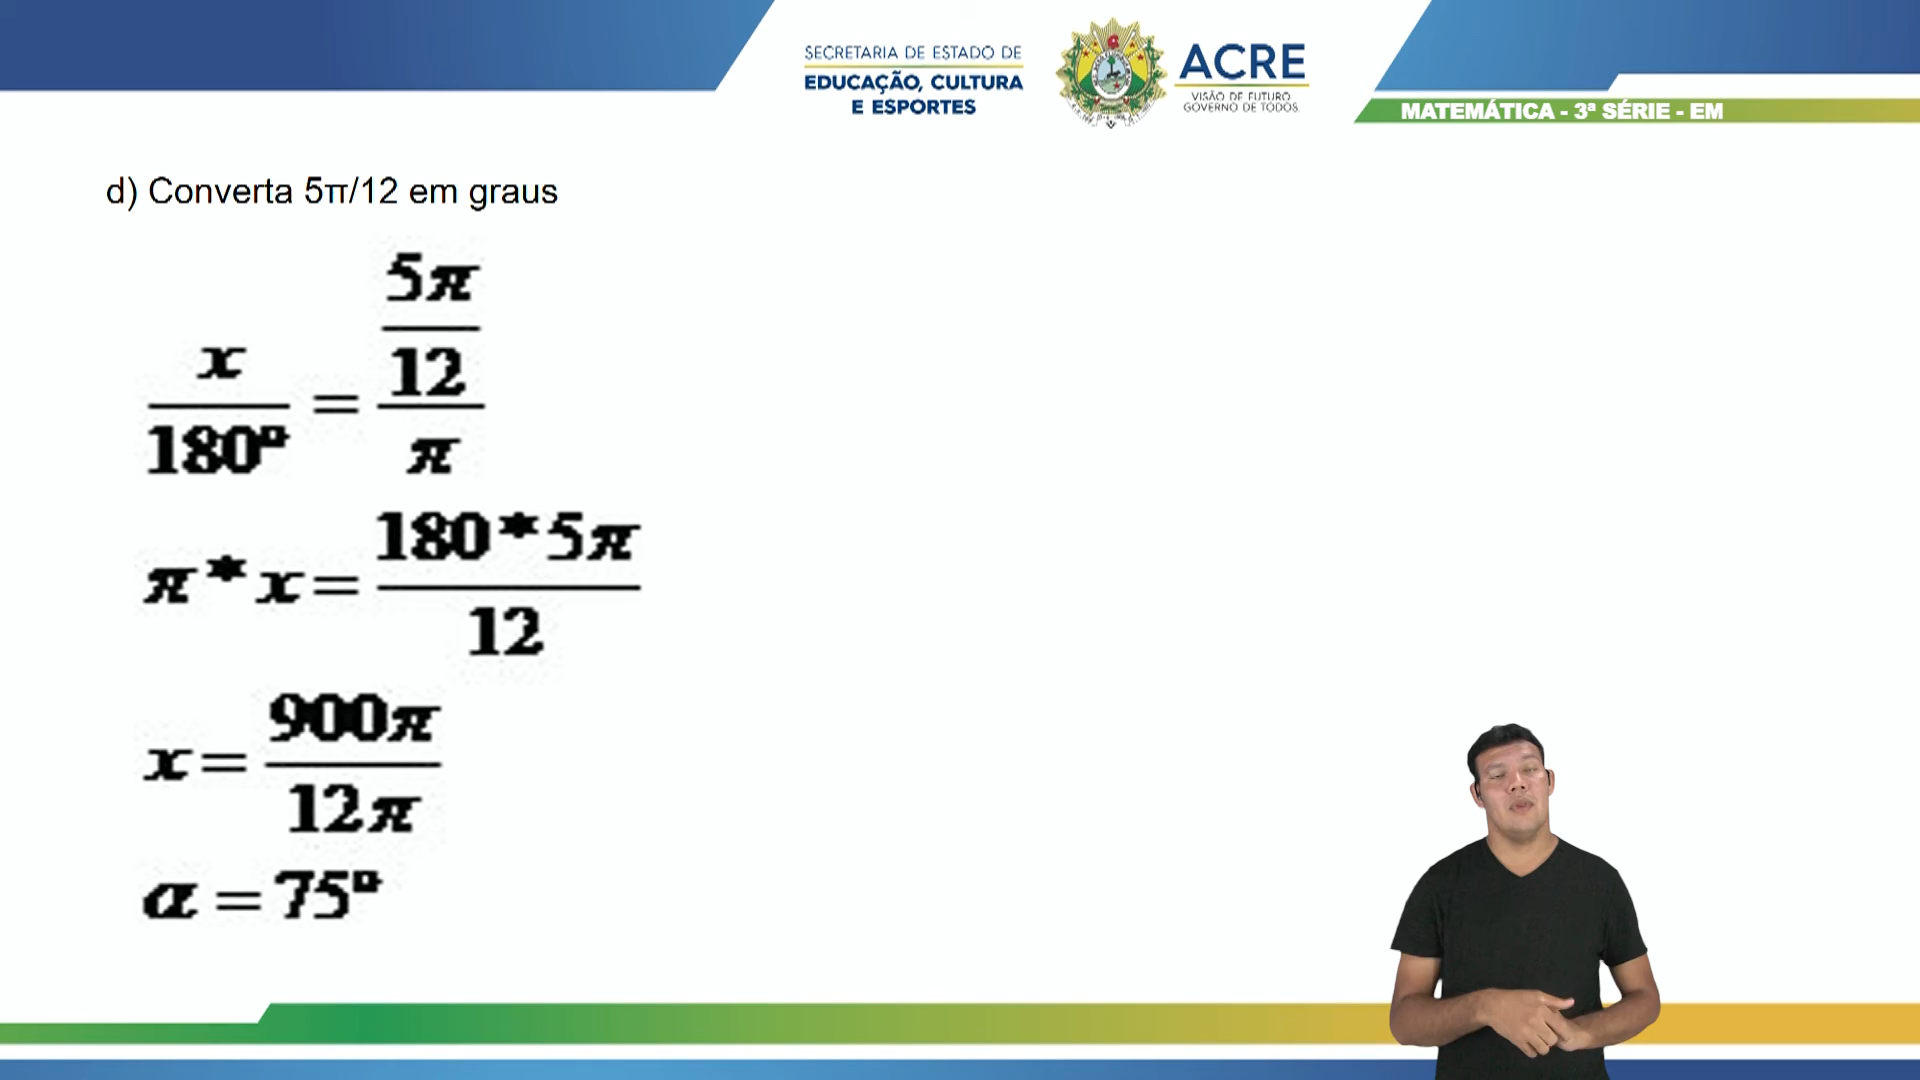 SECRETARIA DE ESTADO DE
EDUCAÇÃO, CULTURA
E ESPORTES
ACRE
VISÃO DE FUTURO
GOVERNO DE TODOS.
MATEMÁTICA - 3ª SÉRIE - EM
d) Converta 5π/12 em graus
x/180º = (5π/12)/π
π*x = 180*5π/12
x = 900π/12π
α = 75º